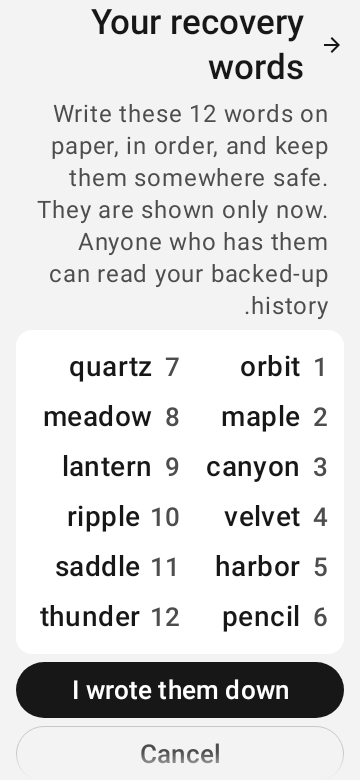 Your recovery
words
Write these 12 words on
paper, in order, and keep
them somewhere safe.
They are shown only now.
Anyone who has them
can read your backed-up
history.
1 orbit
2 maple
3 canyon
4 velvet
5 harbor
6 pencil
7 quartz
8 meadow
9 lantern
10 ripple
11 saddle
12 thunder
I wrote them down
Cancel